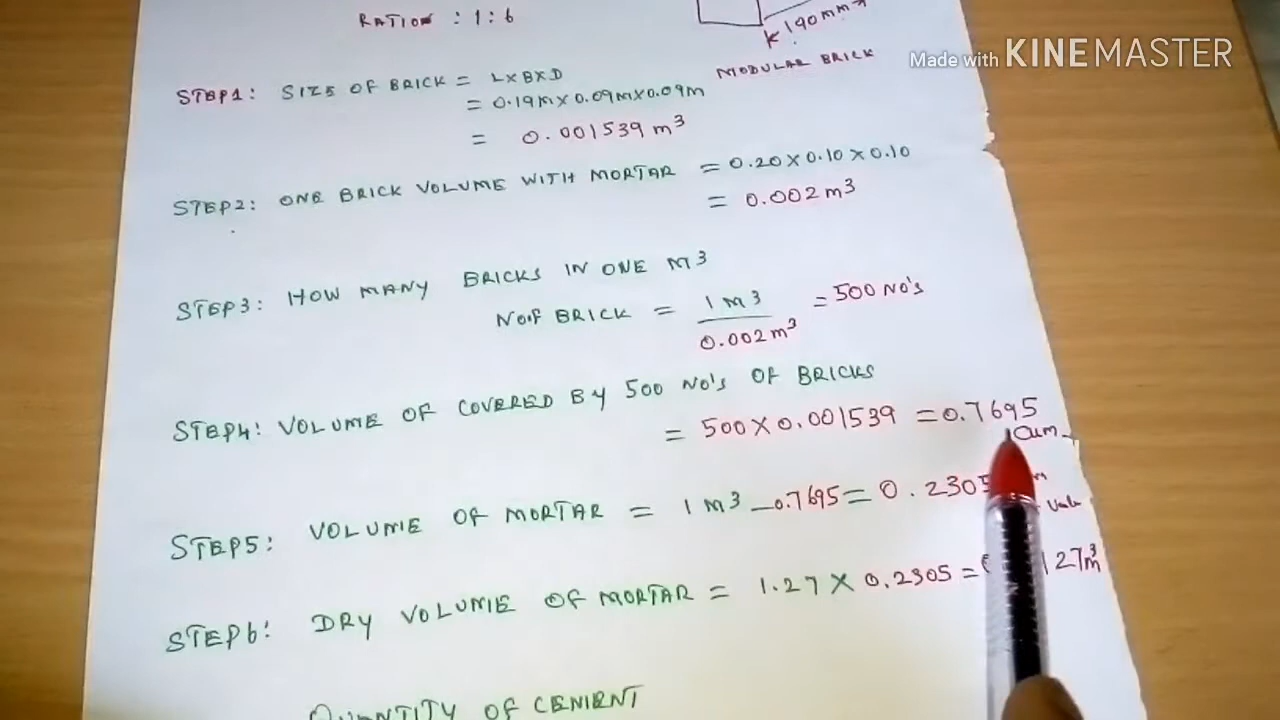 RATION : 1:6
190mm
MODULAR BRICK
Made with KINEMASTER
STEP1: SIZE OF BRICK = L×B×D
= 0.19M×0.09M×0.09M
= 0.001539 m³
STEP2: ONE BRICK VOLUME WITH MORTAR = 0.20×0.10×0.10
= 0.002 m³
STEP3: HOW MANY BRICKS IN ONE M³
NO.OF BRICK = 1 M³ / 0.002 m³ = 500 NO'S
STEP4: VOLUME OF COVERED BY 500 NO'S OF BRICKS
= 500 × 0.001539 = 0.7695
Cum
STEP5: VOLUME OF MORTAR = 1 M³ - 0.7695 = 0.2305
STEP6: DRY VOLUME OF MORTAR = 1.27 × 0.2305 = 127m³
QUANTITY OF CEMENT